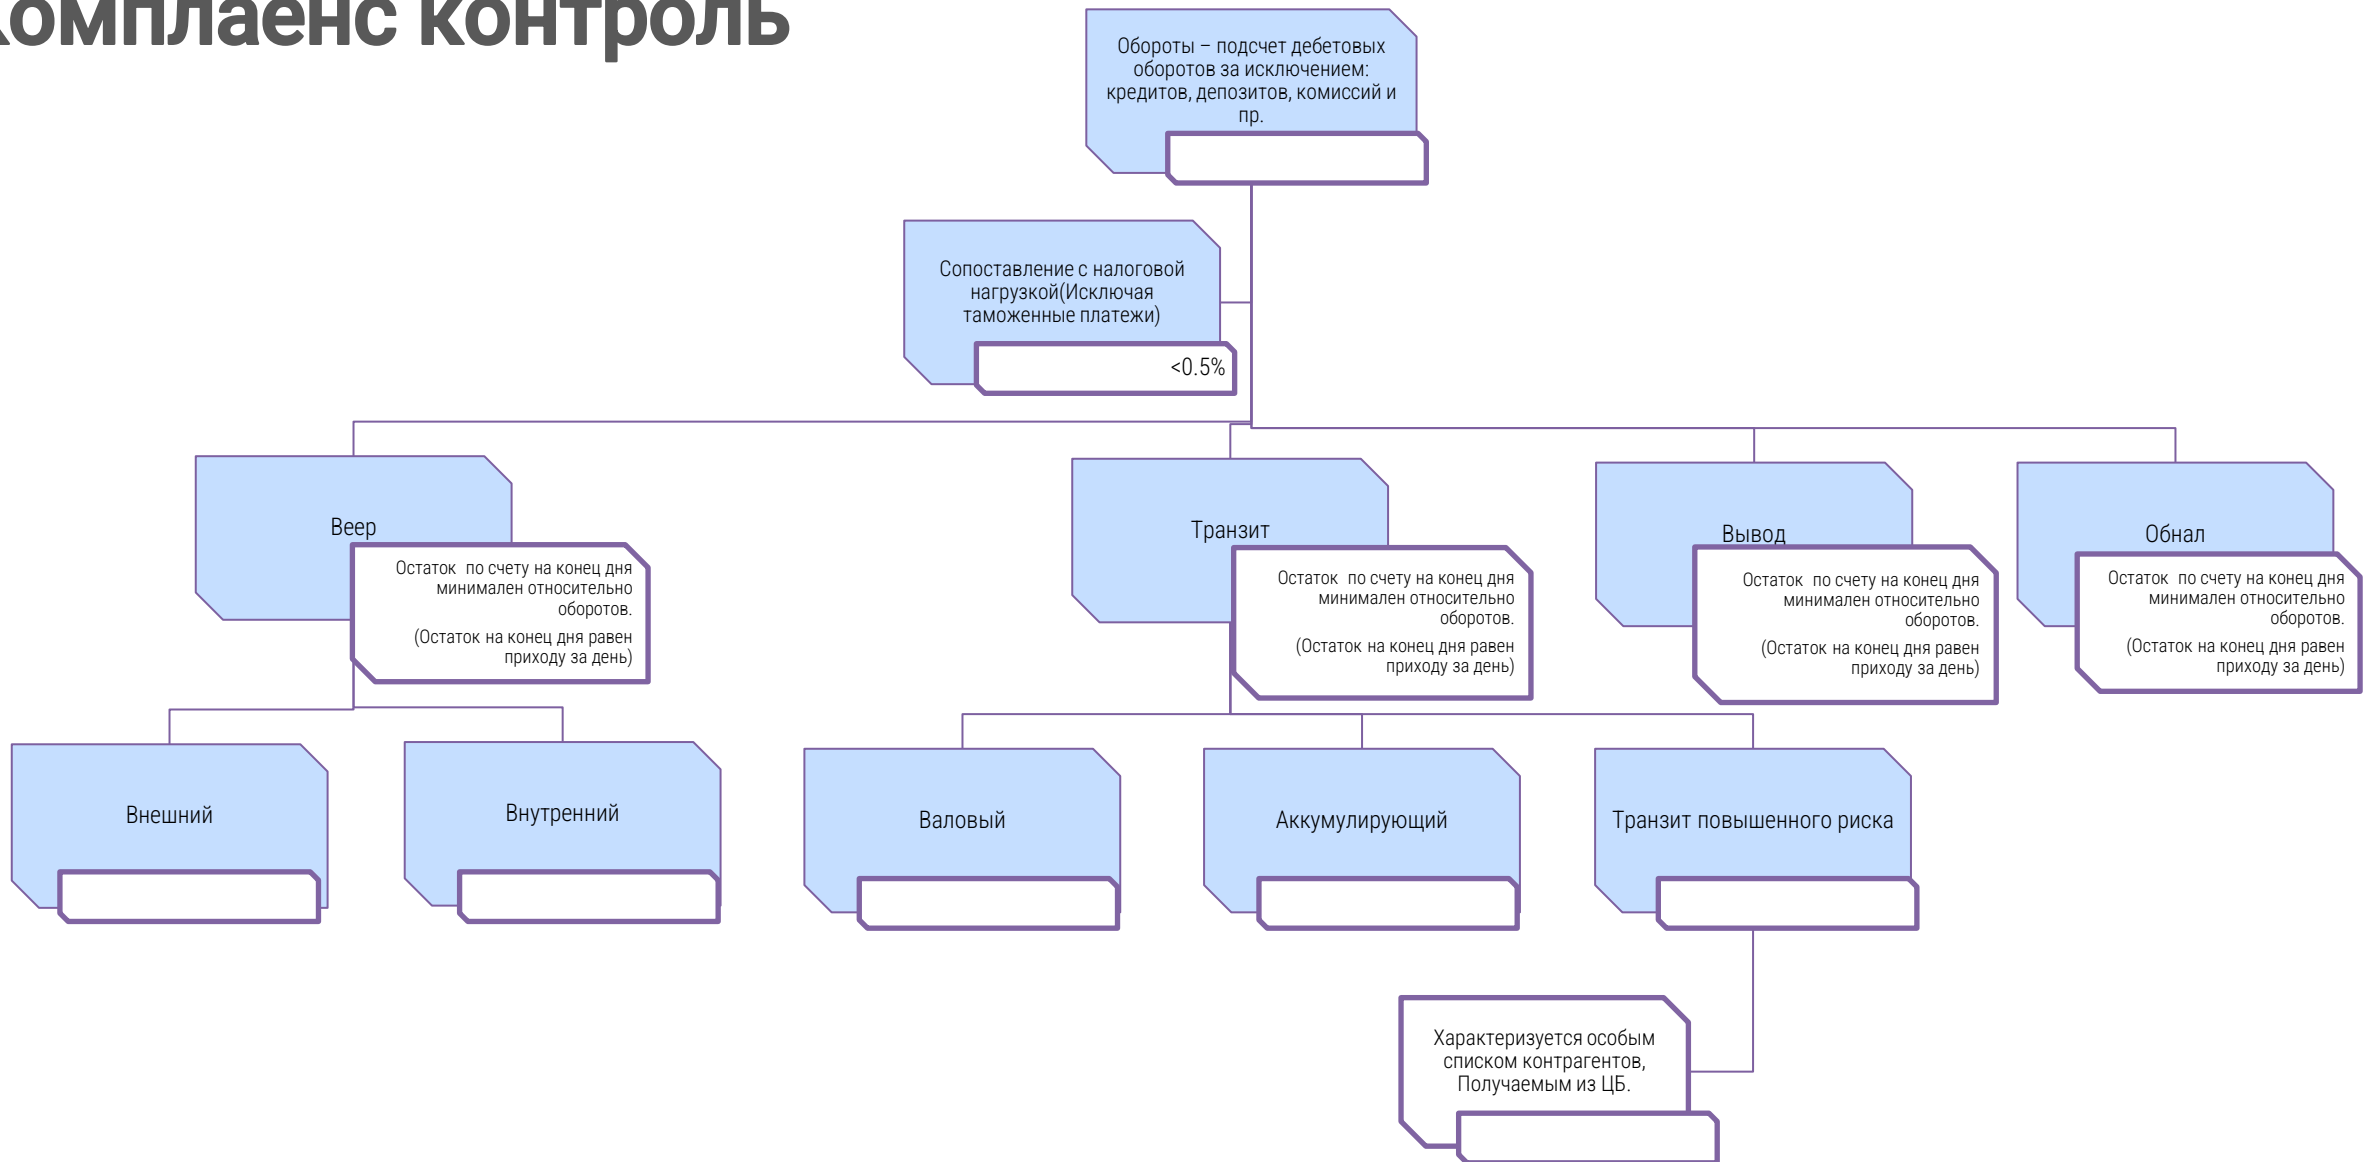 комплаенс контроль
Обороты – подсчет дебетовых
оборотов за исключением:
кредитов, депозитов, комиссий и
пр.
Сопоставление с налоговой
нагрузкой(Исключая
таможенные платежи)
<0.5%
Веер
Остаток по счету на конец дня
минимален относительно
оборотов.
(Остаток на конец дня равен
приходу за день)
Транзит
Остаток по счету на конец дня
минимален относительно
оборотов.
(Остаток на конец дня равен
приходу за день)
Вывод
Остаток по счету на конец дня
минимален относительно
оборотов.
(Остаток на конец дня равен
приходу за день)
Обнал
Остаток по счету на конец дня
минимален относительно
оборотов.
(Остаток на конец дня равен
приходу за день)
Внешний
Внутренний
Валовый
Аккумулирующий
Транзит повышенного риска
Характеризуется особым
списком контрагентов,
Получаемым из ЦБ.